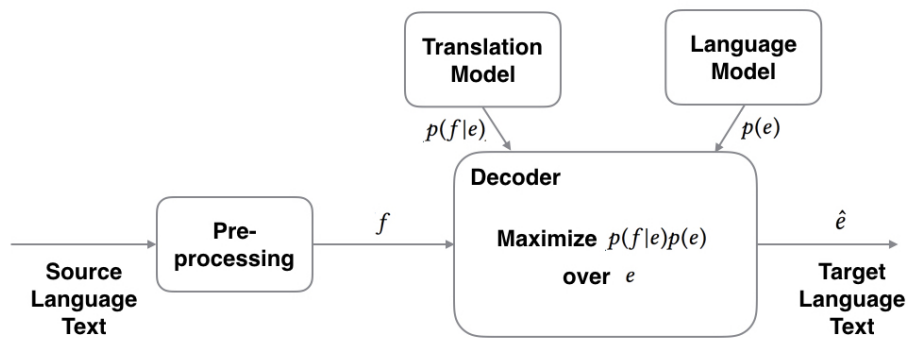 Translation
Model
Language
Model
p(f|e)
p(e)
Decoder
Pre-
processing
f
Maximize p(f|e)p(e)
over e
ê
Source
Language
Text
Target
Language
Text